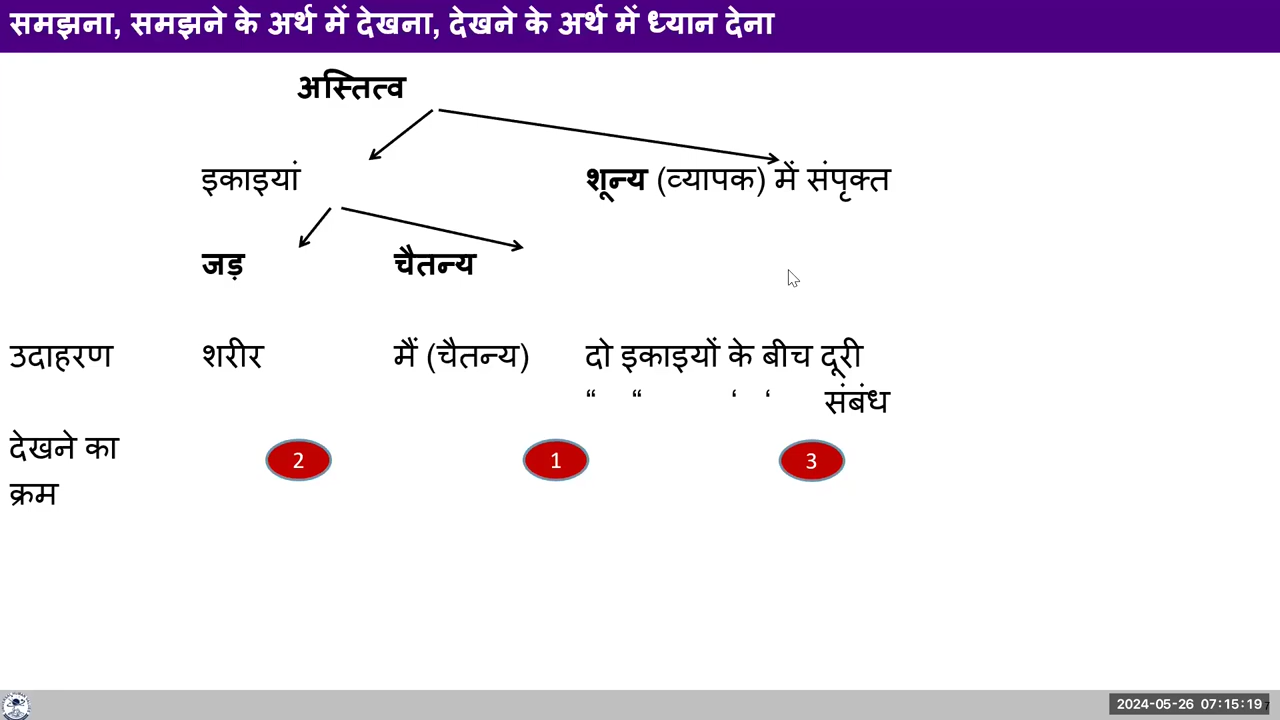 समझना, समझने के अर्थ में देखना, देखने के अर्थ में ध्यान देना
अस्तित्व
इकाइयां शून्य (व्यापक) में संपृक्त
जड़ चैतन्य
उदाहरण शरीर मैं (चैतन्य) दो इकाइयों के बीच दूरी
“ “ ‘ ‘ संबंध
देखने का
क्रम
2 1 3
2024-05-26 07:15:19
7